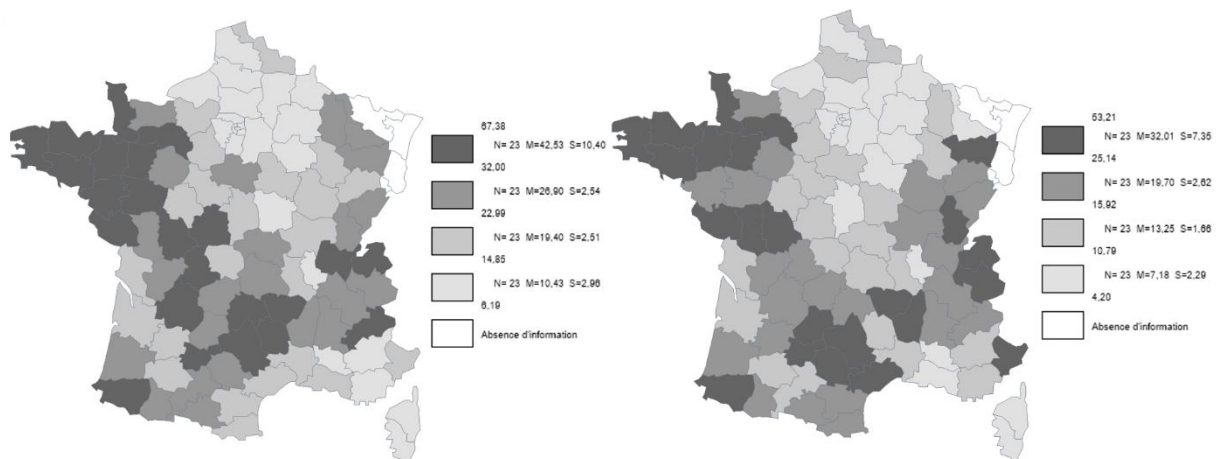 67,38
N= 23 M=42,53 S=10,40
32,00
N= 23 M=26,90 S=2,54
22,99
N= 23 M=19,40 S=2,51
14,85
N= 23 M=10,43 S=2,96
6,19
Absence d'information
53,21
N= 23 M=32,01 S=7,35
25,14
N= 23 M=19,70 S=2,62
15,92
N= 23 M=13,25 S=1,66
10,79
N= 23 M=7,18 S=2,29
4,20
Absence d'information